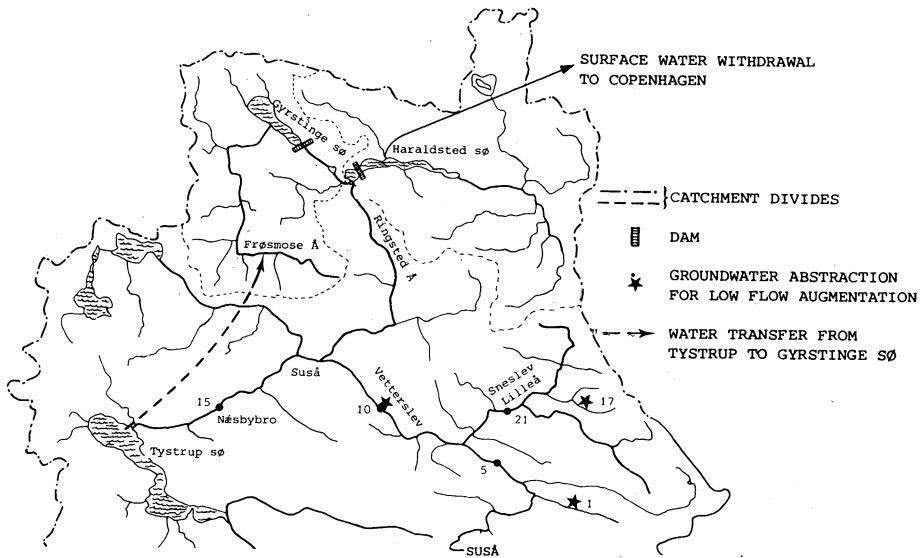 SURFACE WATER WITHDRAWAL
TO COPENHAGEN
Gyrstinge sø
Haraldsted sø
CATCHMENT DIVIDES
DAM
GROUNDWATER ABSTRACTION
FOR LOW FLOW AUGMENTATION
WATER TRANSFER FROM
TYSTRUP TO GYRSTINGE SØ
Frøsmose Å
Ringsted Å
Suså
Vetterslev
Sneslev
Lilleå
15
Næsbybro
10
21
17
Tystrup sø
5
1
SUSÅ